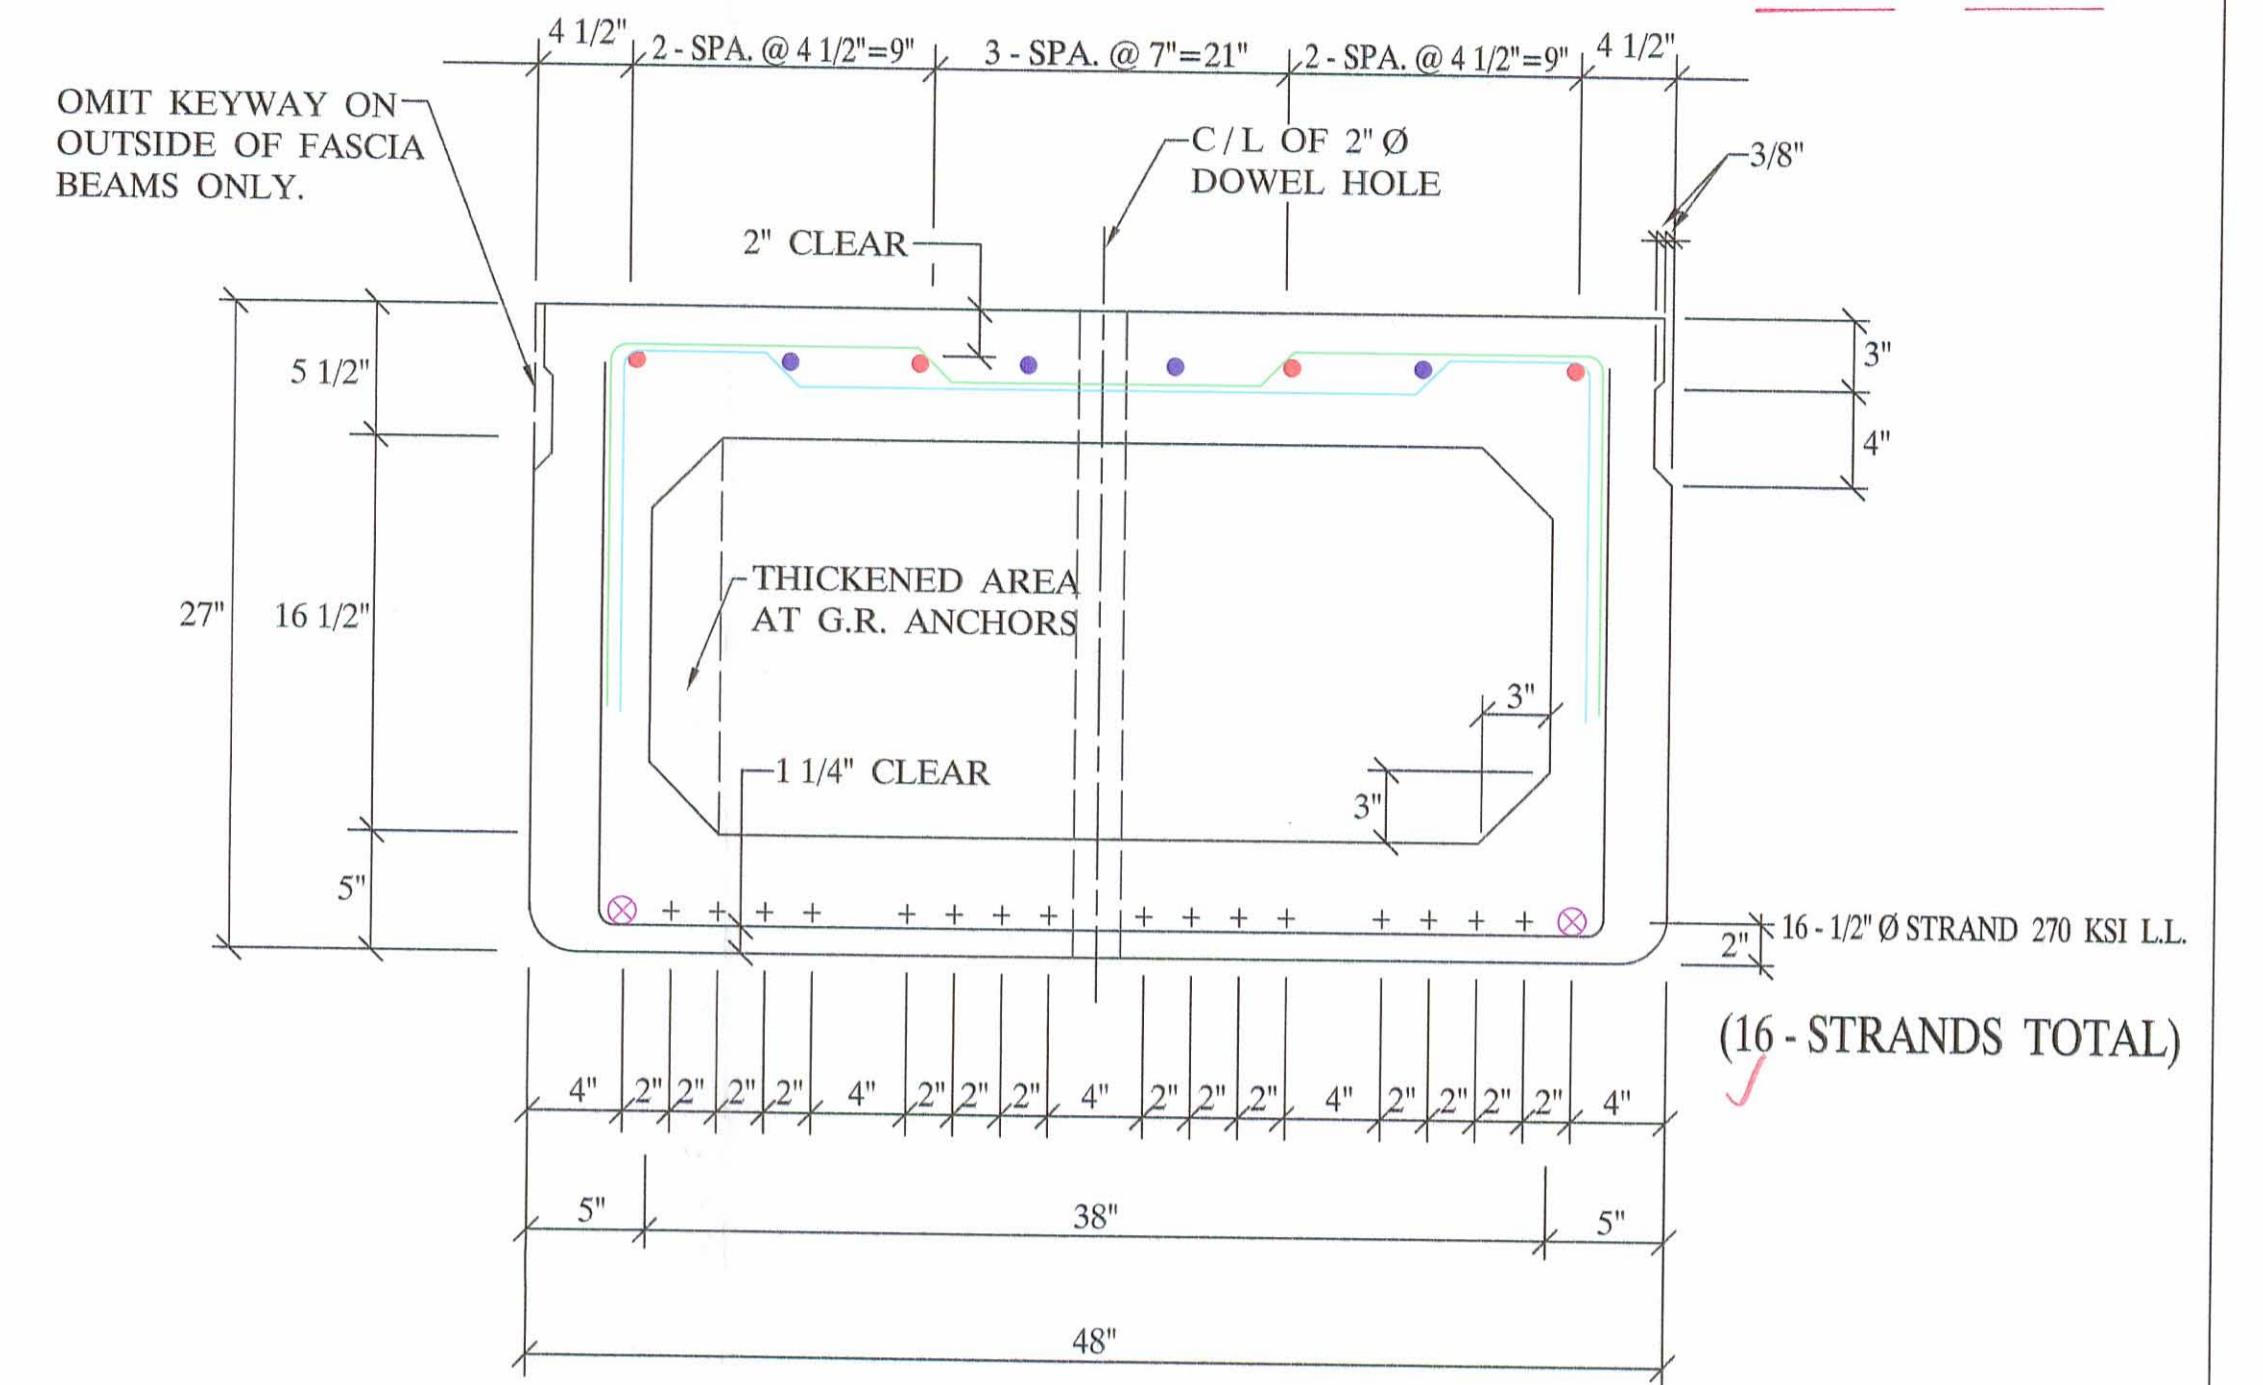 4 1/2"
2 - SPA. @ 4 1/2"=9"
3 - SPA. @ 7"=21"
2 - SPA. @ 4 1/2"=9"
4 1/2"
OMIT KEYWAY ON
OUTSIDE OF FASCIA
BEAMS ONLY.
C/L OF 2" Ø
DOWEL HOLE
3/8"
2" CLEAR
5 1/2"
3"
4"
THICKENED AREA
AT G.R. ANCHORS
27"
16 1/2"
3"
1 1/4" CLEAR
3"
5"
16 - 1/2" Ø STRAND 270 KSI L.L.
2"
(16 - STRANDS TOTAL)
4" 2" 2" 2" 2" 4" 2" 2" 2" 4" 2" 2" 2" 4" 2" 2" 2" 2" 4"
5" 38" 5"
48"